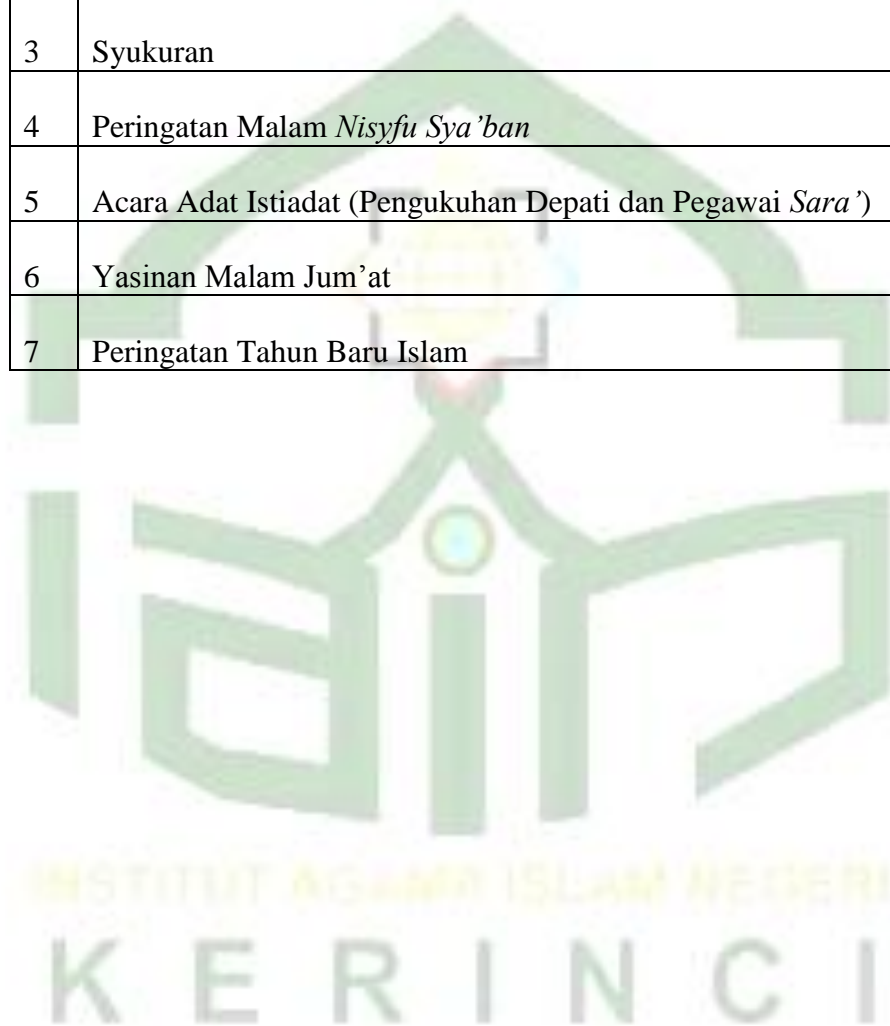 3 Syukuran
4 Peringatan Malam Nisyfu Sya’ban
5 Acara Adat Istiadat (Pengukuhan Depati dan Pegawai Sara’)
6 Yasinan Malam Jum’at
7 Peringatan Tahun Baru Islam
INSTITUT AGAMA ISLAM NEGERI
KERINCI